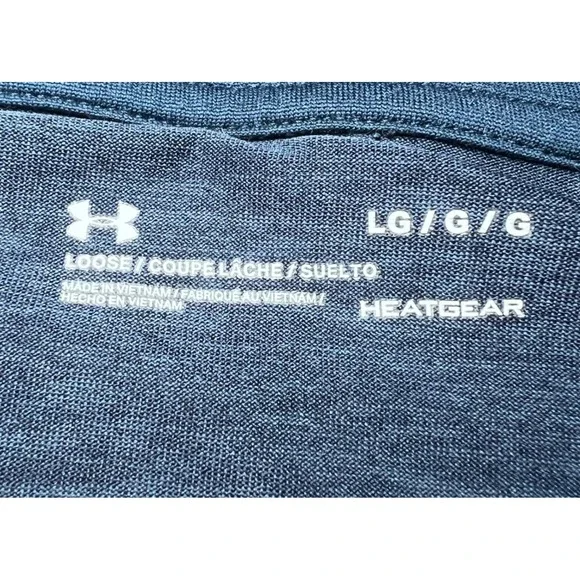 LG / G / G
LOOSE / COUPE LÂCHE / SUELTO
MADE IN VIETNAM / FABRIQUÉ AU VIETNAM /
HECHO EN VIETNAM
HEATGEAR